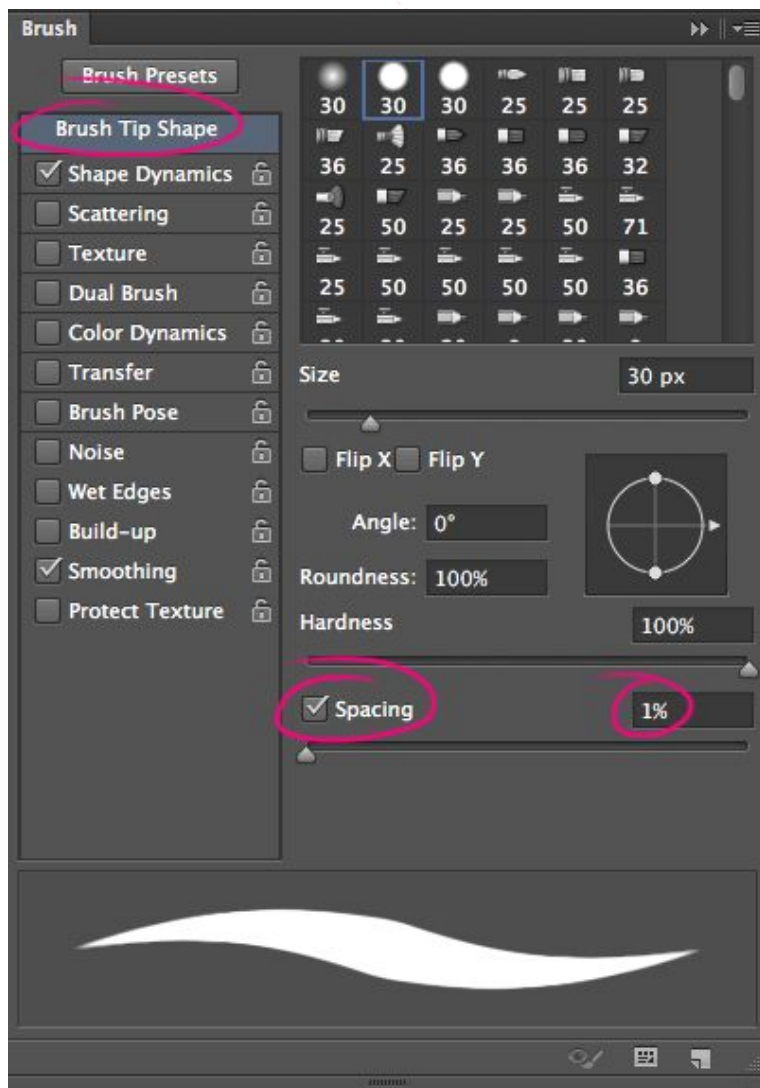 Brush
Brush Presets
Brush Tip Shape
Shape Dynamics
Scattering
Texture
Dual Brush
Color Dynamics
Transfer
Brush Pose
Noise
Wet Edges
Build-up
Smoothing
Protect Texture
30 30 30 25 25 25
36 25 36 36 36 32
25 50 25 25 50 71
25 50 50 50 50 36
Size 30 px
Flip X Flip Y
Angle: 0°
Roundness: 100%
Hardness 100%
Spacing 1%